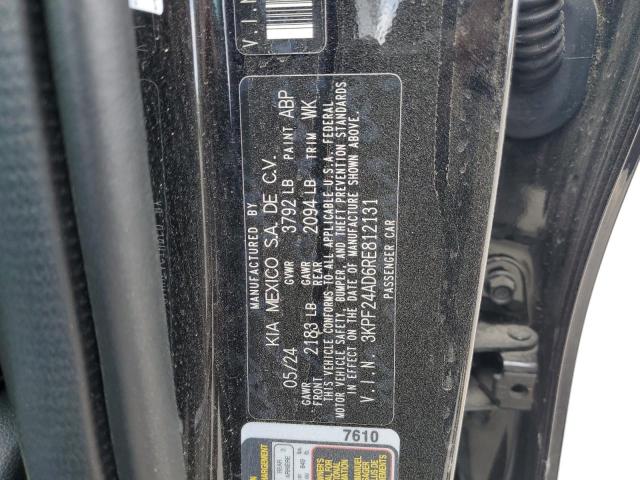 V.I.N
MANUFACTURED BY
KIA MEXICO S.A. DE C.V.
05/24 GVWR 3792 LB PAINT ABP
GAWR FRONT 2183 LB GAWR REAR 2094 LB TRIM WK
THIS VEHICLE CONFORMS TO ALL APPLICABLE U.S.A. FEDERAL
MOTOR VEHICLE SAFETY, BUMPER, AND THEFT PREVENTION STANDARDS
IN EFFECT ON THE DATE OF MANUFACTURE SHOWN ABOVE.
V.I.N. 3KPF24AD6RE812131
PASSENGER CAR
7610
REAR